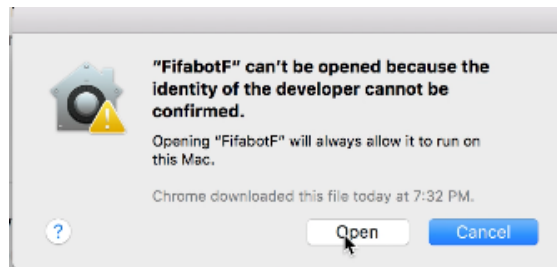 "FifabotF" can't be opened because the
identity of the developer cannot be
confirmed.
Opening "FifabotF" will always allow it to run on
this Mac.
Chrome downloaded this file today at 7:32 PM.
?
Open
Cancel